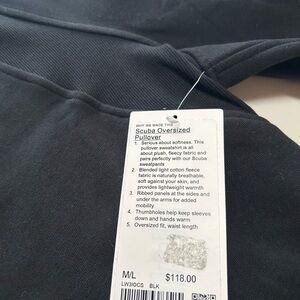 WHY WE MADE THIS
Scuba Oversized
Pullover
1. Serious about softness. This
pullover sweatshirt is all
about plush, fleecy fabric and
pairs perfectly with our Scuba
sweatpants
2. Blended light cotton fleece
fabric is naturally breathable,
soft against your skin, and
provides lightweight warmth
3. Ribbed panels at the sides and
under the arms for added
mobility
4. Thumbholes help keep sleeves
down and hands warm
5. Oversized fit, waist length
M/L $118.00
BLK